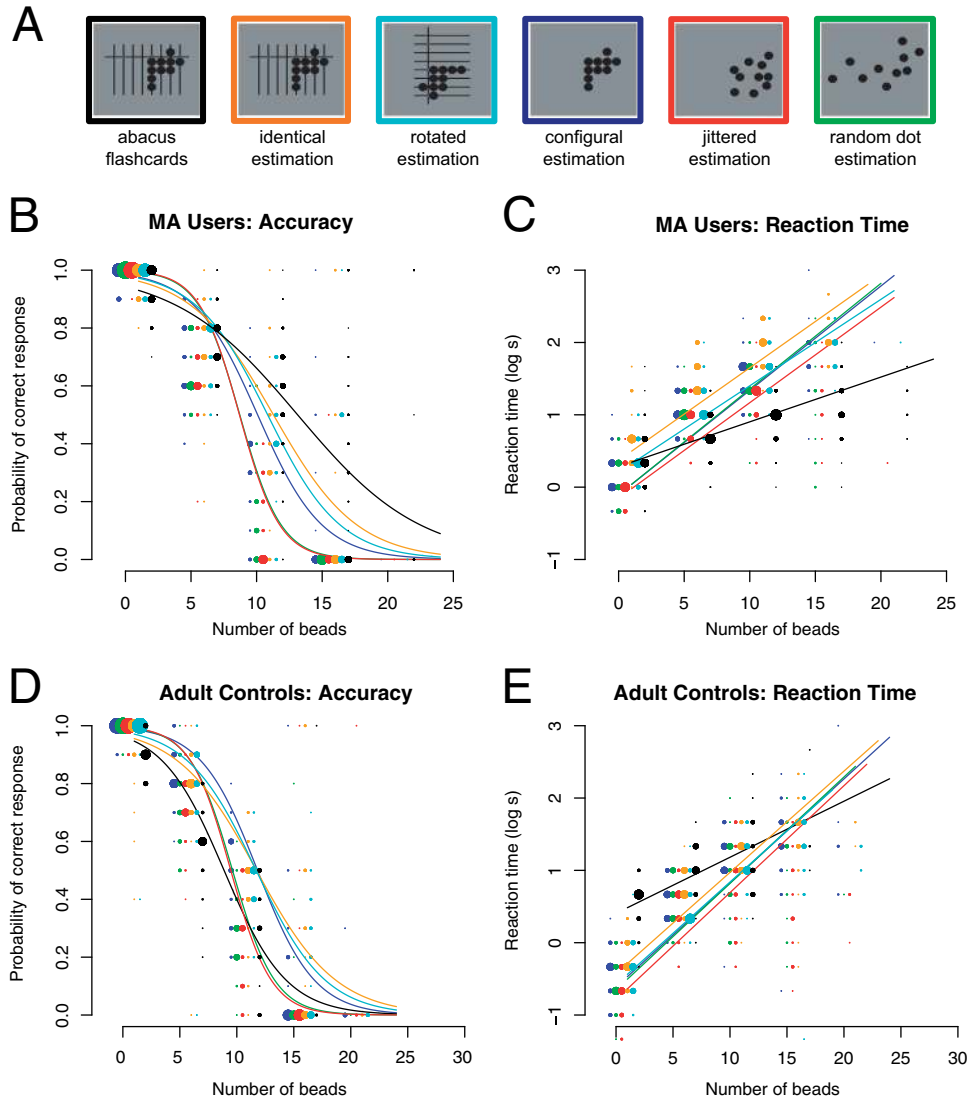 A
abacus
flashcards
identical
estimation
rotated
estimation
configural
estimation
jittered
estimation
random dot
estimation
B
MA Users: Accuracy
Probability of correct response
1.0
0.8
0.6
0.4
0.2
0.0
0 5 10 15 20 25
Number of beads
C
MA Users: Reaction Time
Reaction time (log s)
3
2
1
0
−1
0 5 10 15 20 25
Number of beads
D
Adult Controls: Accuracy
Probability of correct response
1.0
0.8
0.6
0.4
0.2
0.0
0 5 10 15 20 25 30
Number of beads
E
Adult Controls: Reaction Time
Reaction time (log s)
3
2
1
0
−1
0 5 10 15 20 25 30
Number of beads